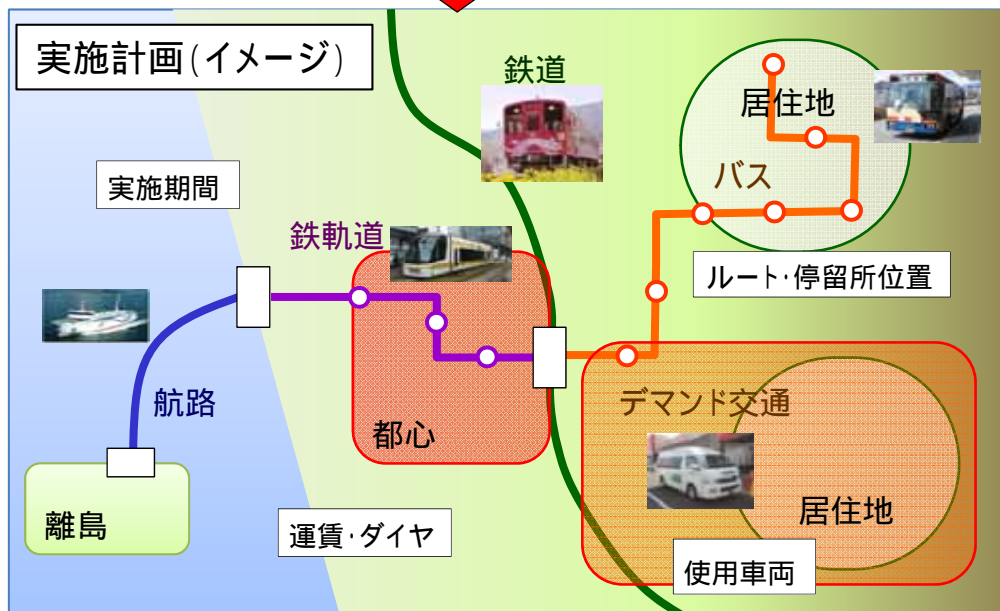 実施計画(イメージ)
鉄道
居住地
バス
実施期間
鉄軌道
ルート・停留所位置
航路
デマンド交通
都心
離島
居住地
運賃・ダイヤ
使用車両